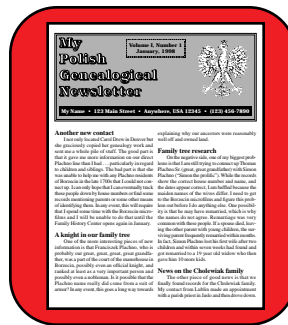 My
Polish
Genealogical
Newsletter
Volume I, Number 1
January, 1998
My Name • 123 Main Street • Anywhere, USA 12345 • (123) 456-7890
Another new contact
I not only located Carol Drew in Denver but
she graciously copied her genealogy work and
sent me a whole pile of stuff. The good part is
that it gave me more information on our direct
Plachno line than I had . . . particularly in regard
to children and siblings. The bad part is that she
was unable to help me with any Plachno resident
of Borzecin in the late 1700s that I could not con-
nect up. I can only hope that I can eventually track
these people down by house numbers or find some
records mentioning parents or some other means
of identifying them. In any event, this will require
that I spend some time with the Borzecin micro-
films and I will be unable to do that until the
Family History Center opens again in January.
A knight in our family tree
One of the more interesting pieces of new
information is that Franciszek Plachno, who is
probably our great, great, great, great grandfa-
ther, was a part of the court of the manorhouse in
Borzecin, possibly even an official knight, and
ranked at least as a very important person and
possibly even a nobleman. Is it possible that the
Plachno name really did come from a coat of
arms? In any event, this goes a long way towards
explaining why our ancestors were reasonably
well off and owned land.
Family tree research
On the negative side, one of my biggest prob-
lems is that I am still trying to connect up Thomas
Plachno Sr. (great, great, grandfather) with Simon
Plachno ("Simon the prolific"). While the records
show the correct house number and name, and
the dates appear correct, I am baffled because the
maiden names of the wives differ. I need to get
to the Borzecin microfilms and figure this prob-
lem out before I do anything else. One possibil-
ity is that he may have remarried, which is why
the names do not agree. Remarriage was very
common with these people. If a spouse died, leav-
ing the other parent with young children, the sur-
viving parent frequently remarried within months.
In fact, Simon Plachno lost his first wife after two
children and within seven weeks had found and
got remarried to a 19 year old widow who then
gave him 10 more kids.
News on the Cholewiak family
The other piece of good news is that we
finally found records for the Cholewiak family.
My contact from Lublin made an appointment
with a parish priest in Jaslo and then drove down.